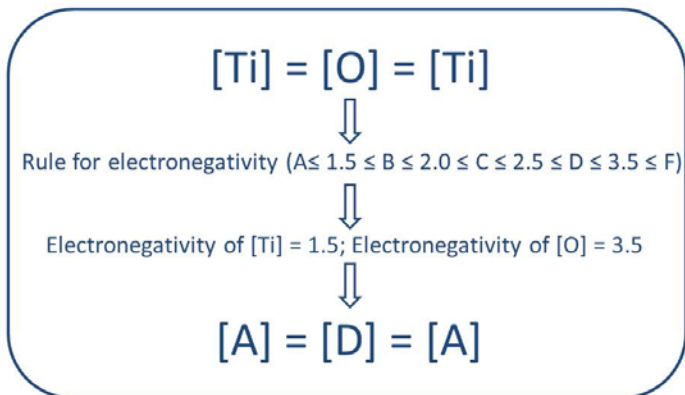 [Ti] = [O] = [Ti]
Rule for electronegativity (A≤ 1.5 ≤ B ≤ 2.0 ≤ C ≤ 2.5 ≤ D ≤ 3.5 ≤ F)
Electronegativity of [Ti] = 1.5; Electronegativity of [O] = 3.5
[A] = [D] = [A]